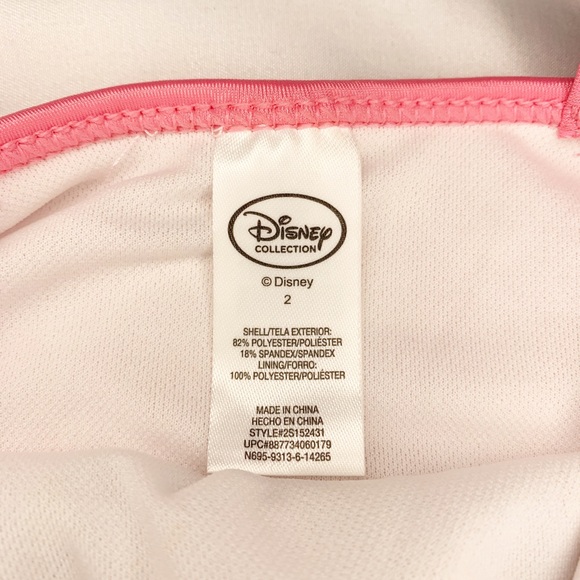 Disney
COLLECTION
© Disney
2
SHELL/TELA EXTERIOR:
82% POLYESTER/POLIÉSTER
18% SPANDEX/SPANDEX
LINING/FORRO:
100% POLYESTER/POLIÉSTER
MADE IN CHINA
HECHO EN CHINA
STYLE#2S152431
UPC#887734060179
N695-9313-6-14265